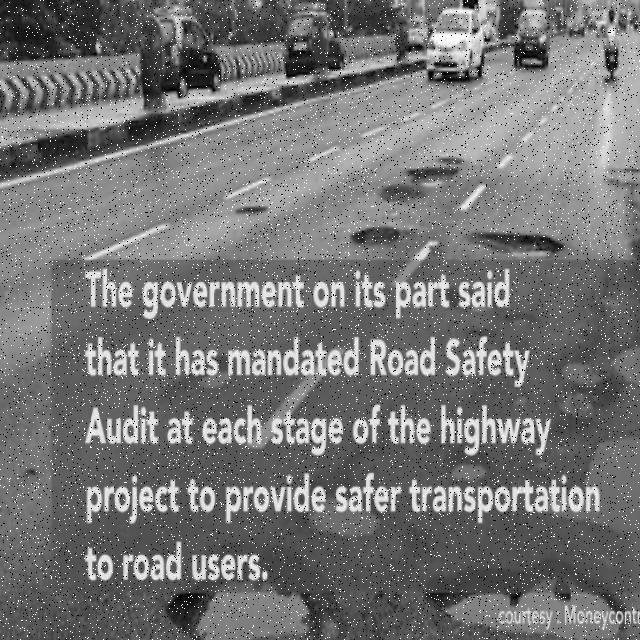 The government on its part said
that it has mandated Road Safety
Audit at each stage of the highway
project to provide safer transportation
to road users.
courtesy : Moneycontr